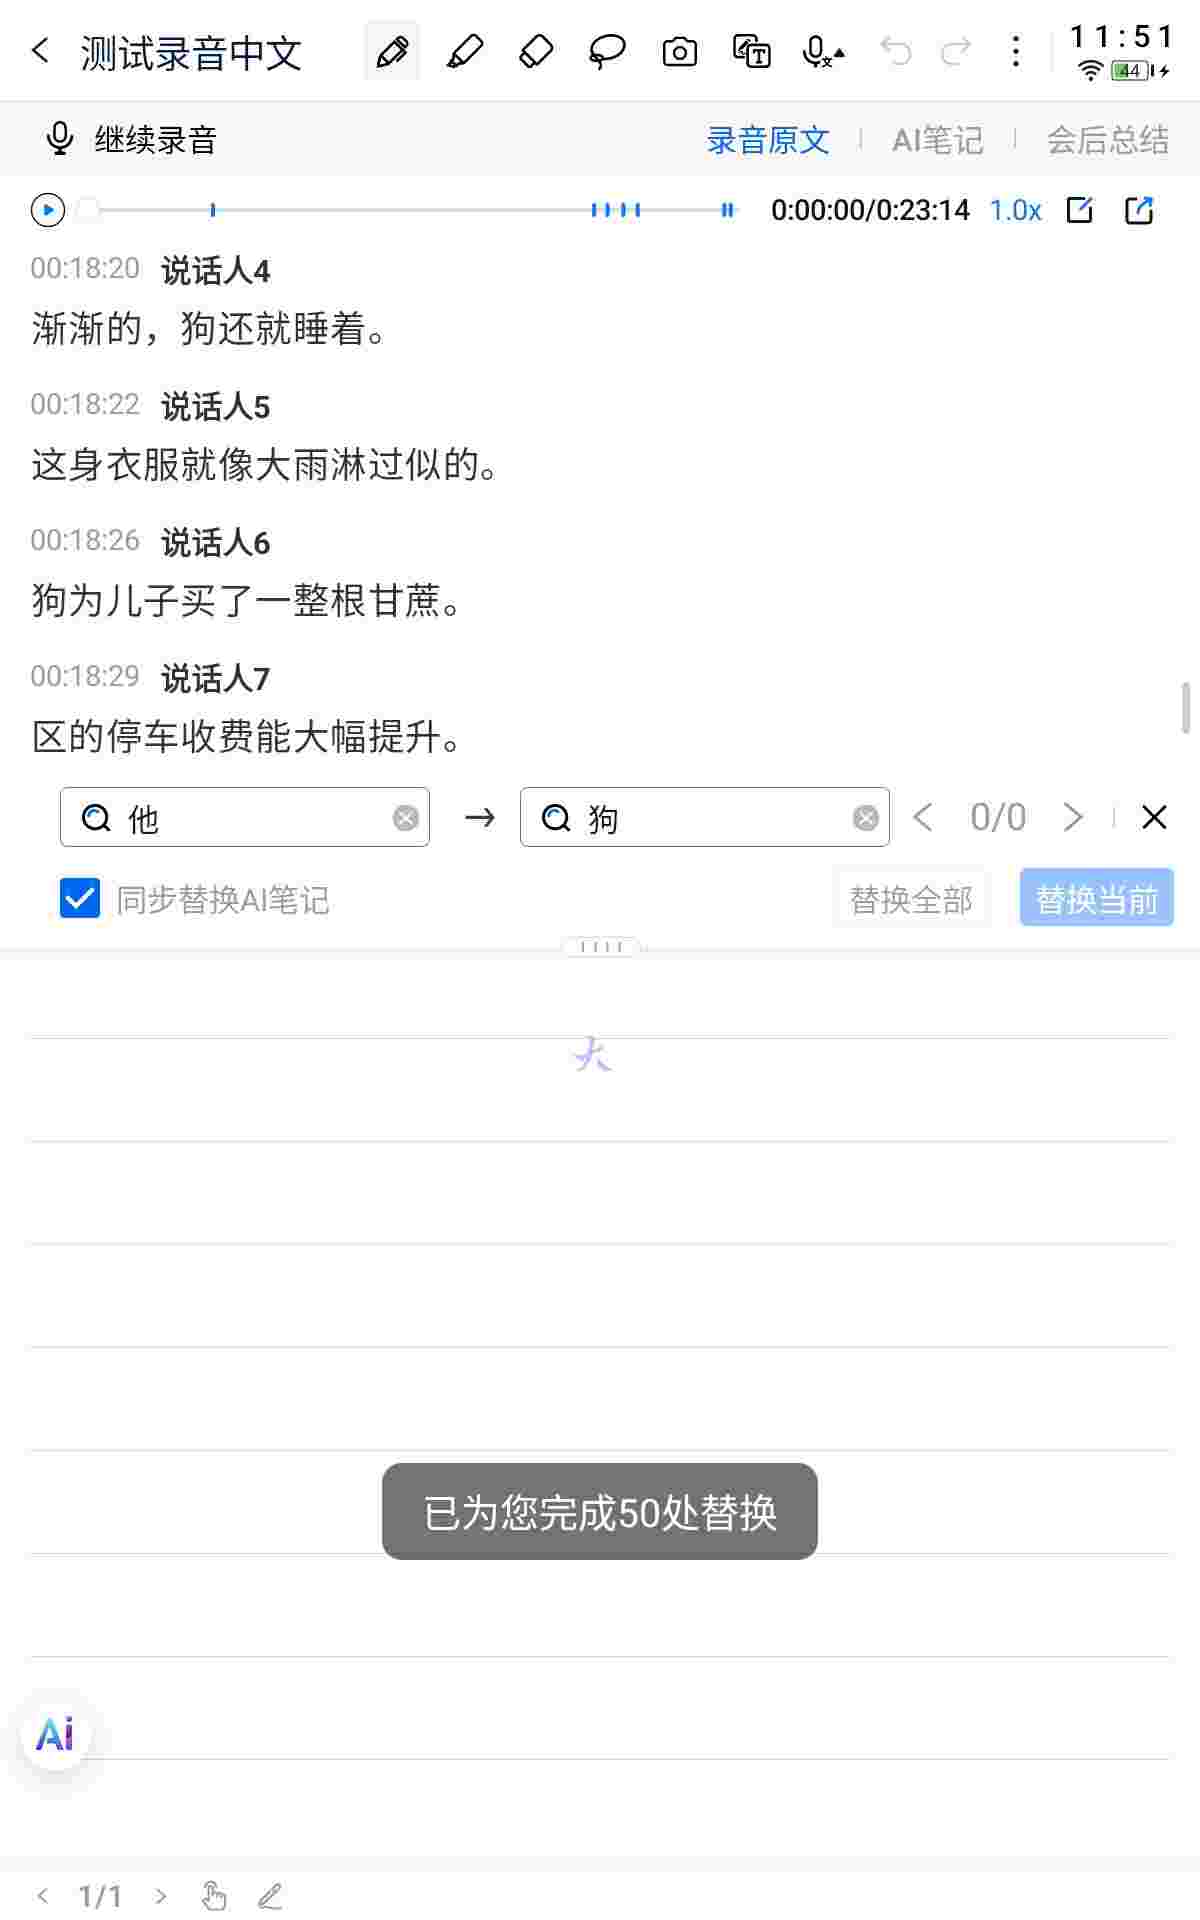 测试录音中文
11:51
44
继续录音
录音原文
AI笔记
会后总结
0:00:00/0:23:14 1.0x
00:18:20 说话人4
渐渐的，狗还就睡着。
00:18:22 说话人5
这身衣服就像大雨淋过似的。
00:18:26 说话人6
狗为儿子买了一整根甘蔗。
00:18:29 说话人7
区的停车收费能大幅提升。
他 → 狗 0/0
同步替换AI笔记 替换全部 替换当前
大
已为您完成50处替换
Ai
1/1